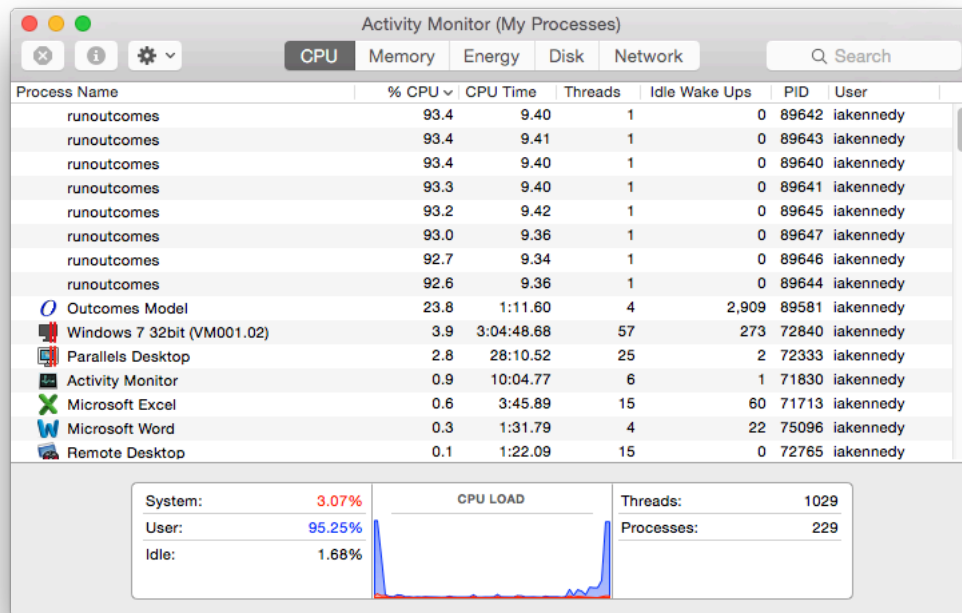 Activity Monitor (My Processes)
CPU Memory Energy Disk Network Search
Process Name % CPU CPU Time Threads Idle Wake Ups PID User
runoutcomes 93.4 9.40 1 0 89642 iakennedy
runoutcomes 93.4 9.41 1 0 89643 iakennedy
runoutcomes 93.4 9.40 1 0 89640 iakennedy
runoutcomes 93.3 9.40 1 0 89641 iakennedy
runoutcomes 93.2 9.42 1 0 89645 iakennedy
runoutcomes 93.0 9.36 1 0 89647 iakennedy
runoutcomes 92.7 9.34 1 0 89646 iakennedy
runoutcomes 92.6 9.36 1 0 89644 iakennedy
Outcomes Model 23.8 1:11.60 4 2,909 89581 iakennedy
Windows 7 32bit (VM001.02) 3.9 3:04:48.68 57 273 72840 iakennedy
Parallels Desktop 2.8 28:10.52 25 2 72333 iakennedy
Activity Monitor 0.9 10:04.77 6 1 71830 iakennedy
Microsoft Excel 0.6 3:45.89 15 60 71713 iakennedy
Microsoft Word 0.3 1:31.79 4 22 75096 iakennedy
Remote Desktop 0.1 1:22.09 15 0 72765 iakennedy
System: 3.07% CPU LOAD Threads: 1029
User: 95.25% Processes: 229
Idle: 1.68%